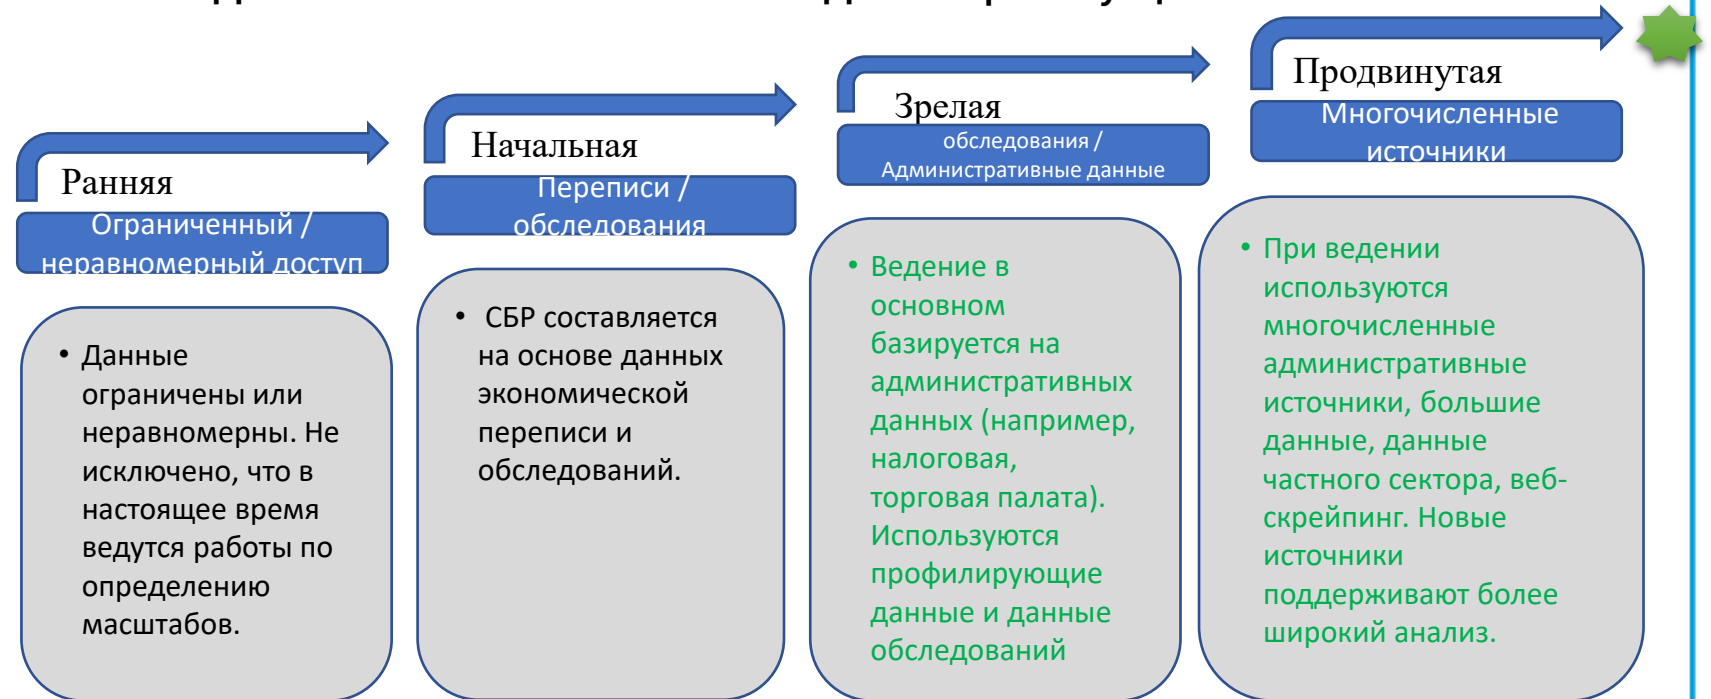 Ранняя
Ограниченный /
неравномерный доступ
• Данные
ограничены или
неравномерны. Не
исключено, что в
настоящее время
ведутся работы по
определению
масштабов.
Начальная
Переписи /
обследования
• СБР составляется
на основе данных
экономической
переписи и
обследований.
Зрелая
обследования /
Административные данные
• Ведение в
основном
базируется на
административных
данных (например,
налоговая,
торговая палата).
Используются
профилирующие
данные и данные
обследований
Продвинутая
Многочисленные
источники
• При ведении
используются
многочисленные
административные
источники, большие
данные, данные
частного сектора, веб-
скрейпинг. Новые
источники
поддерживают более
широкий анализ.